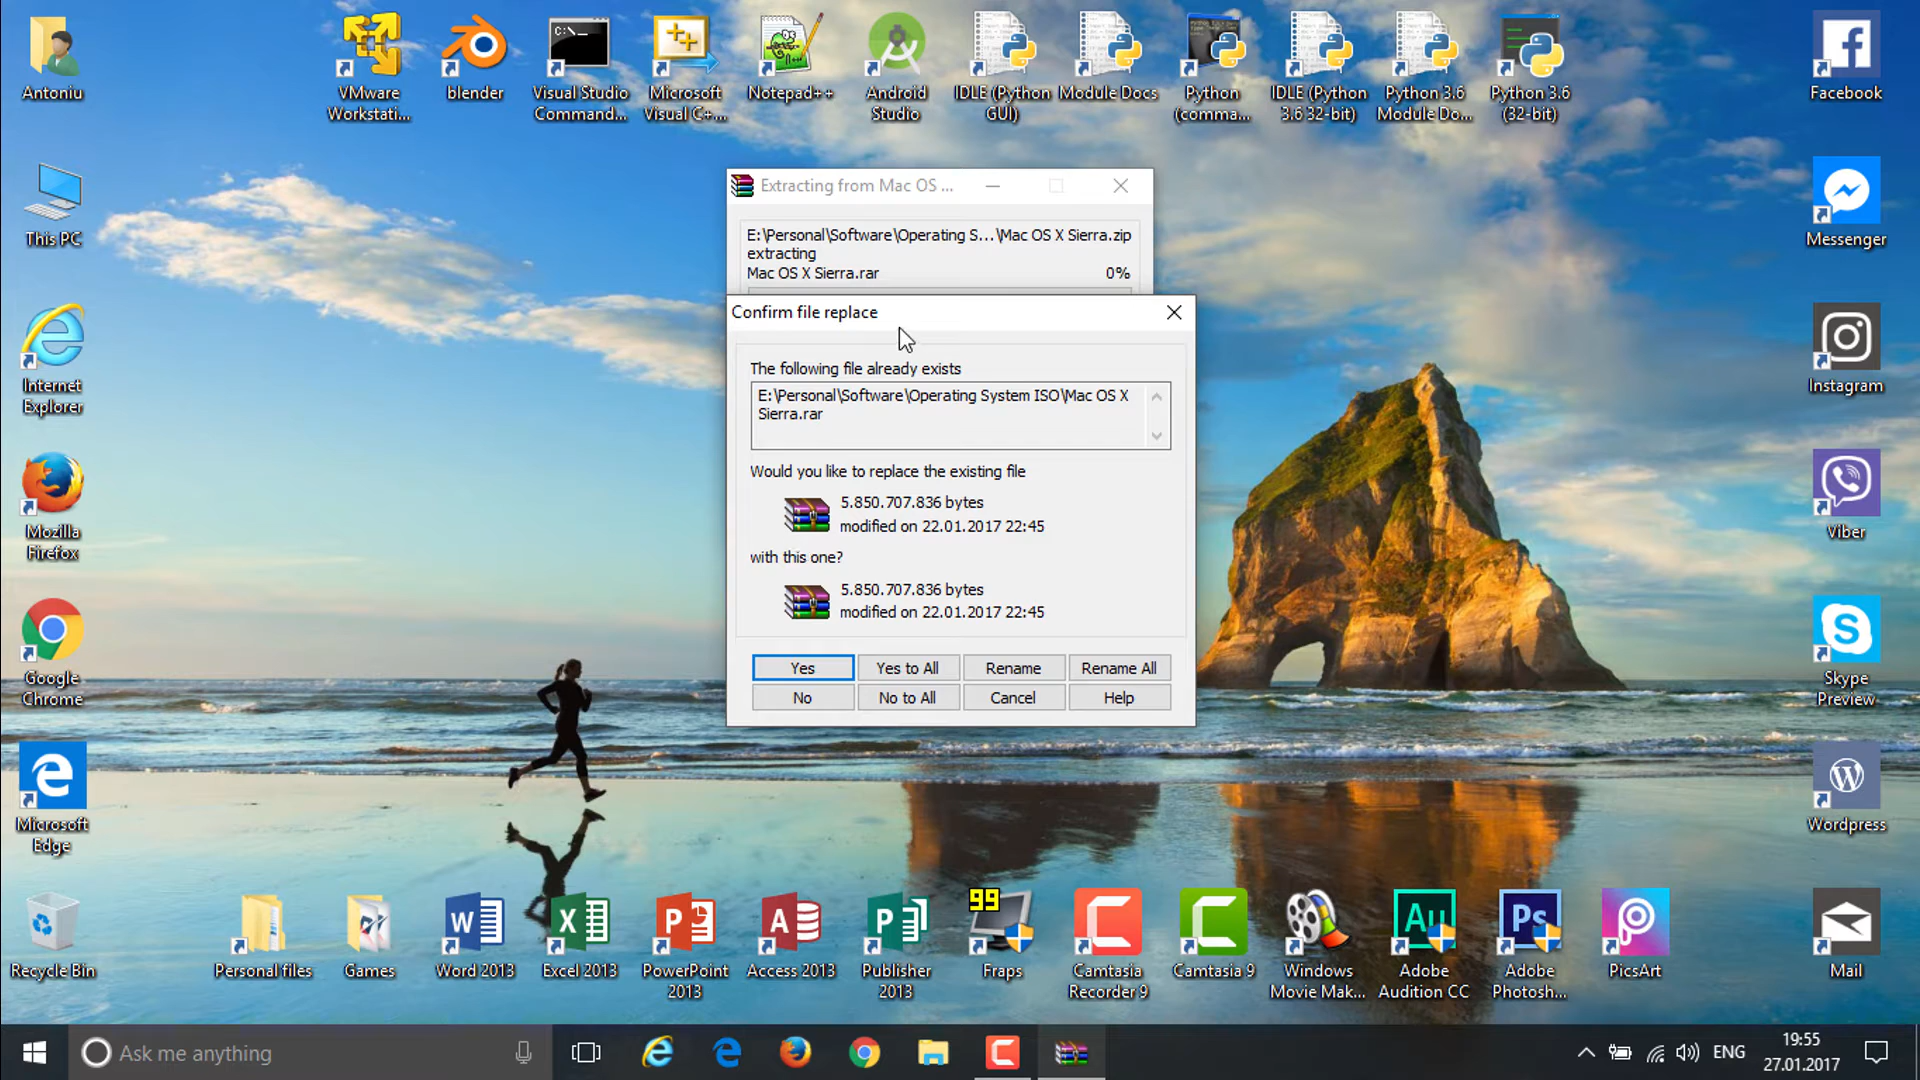 Antoniu
VMware
Workstati...
blender
C:\_
Visual Studio
Command...
Microsoft
Visual C+...
Notepad++
Android
Studio
IDLE (Python
GUI)
Module Docs
Python
(comma...
IDLE (Python
3.6 32-bit)
Python 3.6
Module Do...
Python 3.6
(32-bit)
Facebook
This PC
Messenger
Internet
Explorer
Instagram
Mozilla
Firefox
Viber
Google
Chrome
Skype
Preview
Microsoft
Edge
Wordpress
Extracting from Mac OS ...
E:\Personal\Software\Operating S...\Mac OS X Sierra.zip
extracting
Mac OS X Sierra.rar 0%
Confirm file replace
The following file already exists
E:\Personal\Software\Operating System ISO\Mac OS X
Sierra.rar
Would you like to replace the existing file
5.850.707.836 bytes
modified on 22.01.2017 22:45
with this one?
5.850.707.836 bytes
modified on 22.01.2017 22:45
Yes Yes to All Rename Rename All
No No to All Cancel Help
Recycle Bin
Personal files
Games
Word 2013
Excel 2013
PowerPoint
2013
Access 2013
Publisher
2013
99
Fraps
Camtasia
Recorder 9
Camtasia 9
Windows
Movie Mak...
Au
Adobe
Audition CC
Ps
Adobe
Photosh...
PicsArt
Mail
Ask me anything
ENG
19:55
27.01.2017